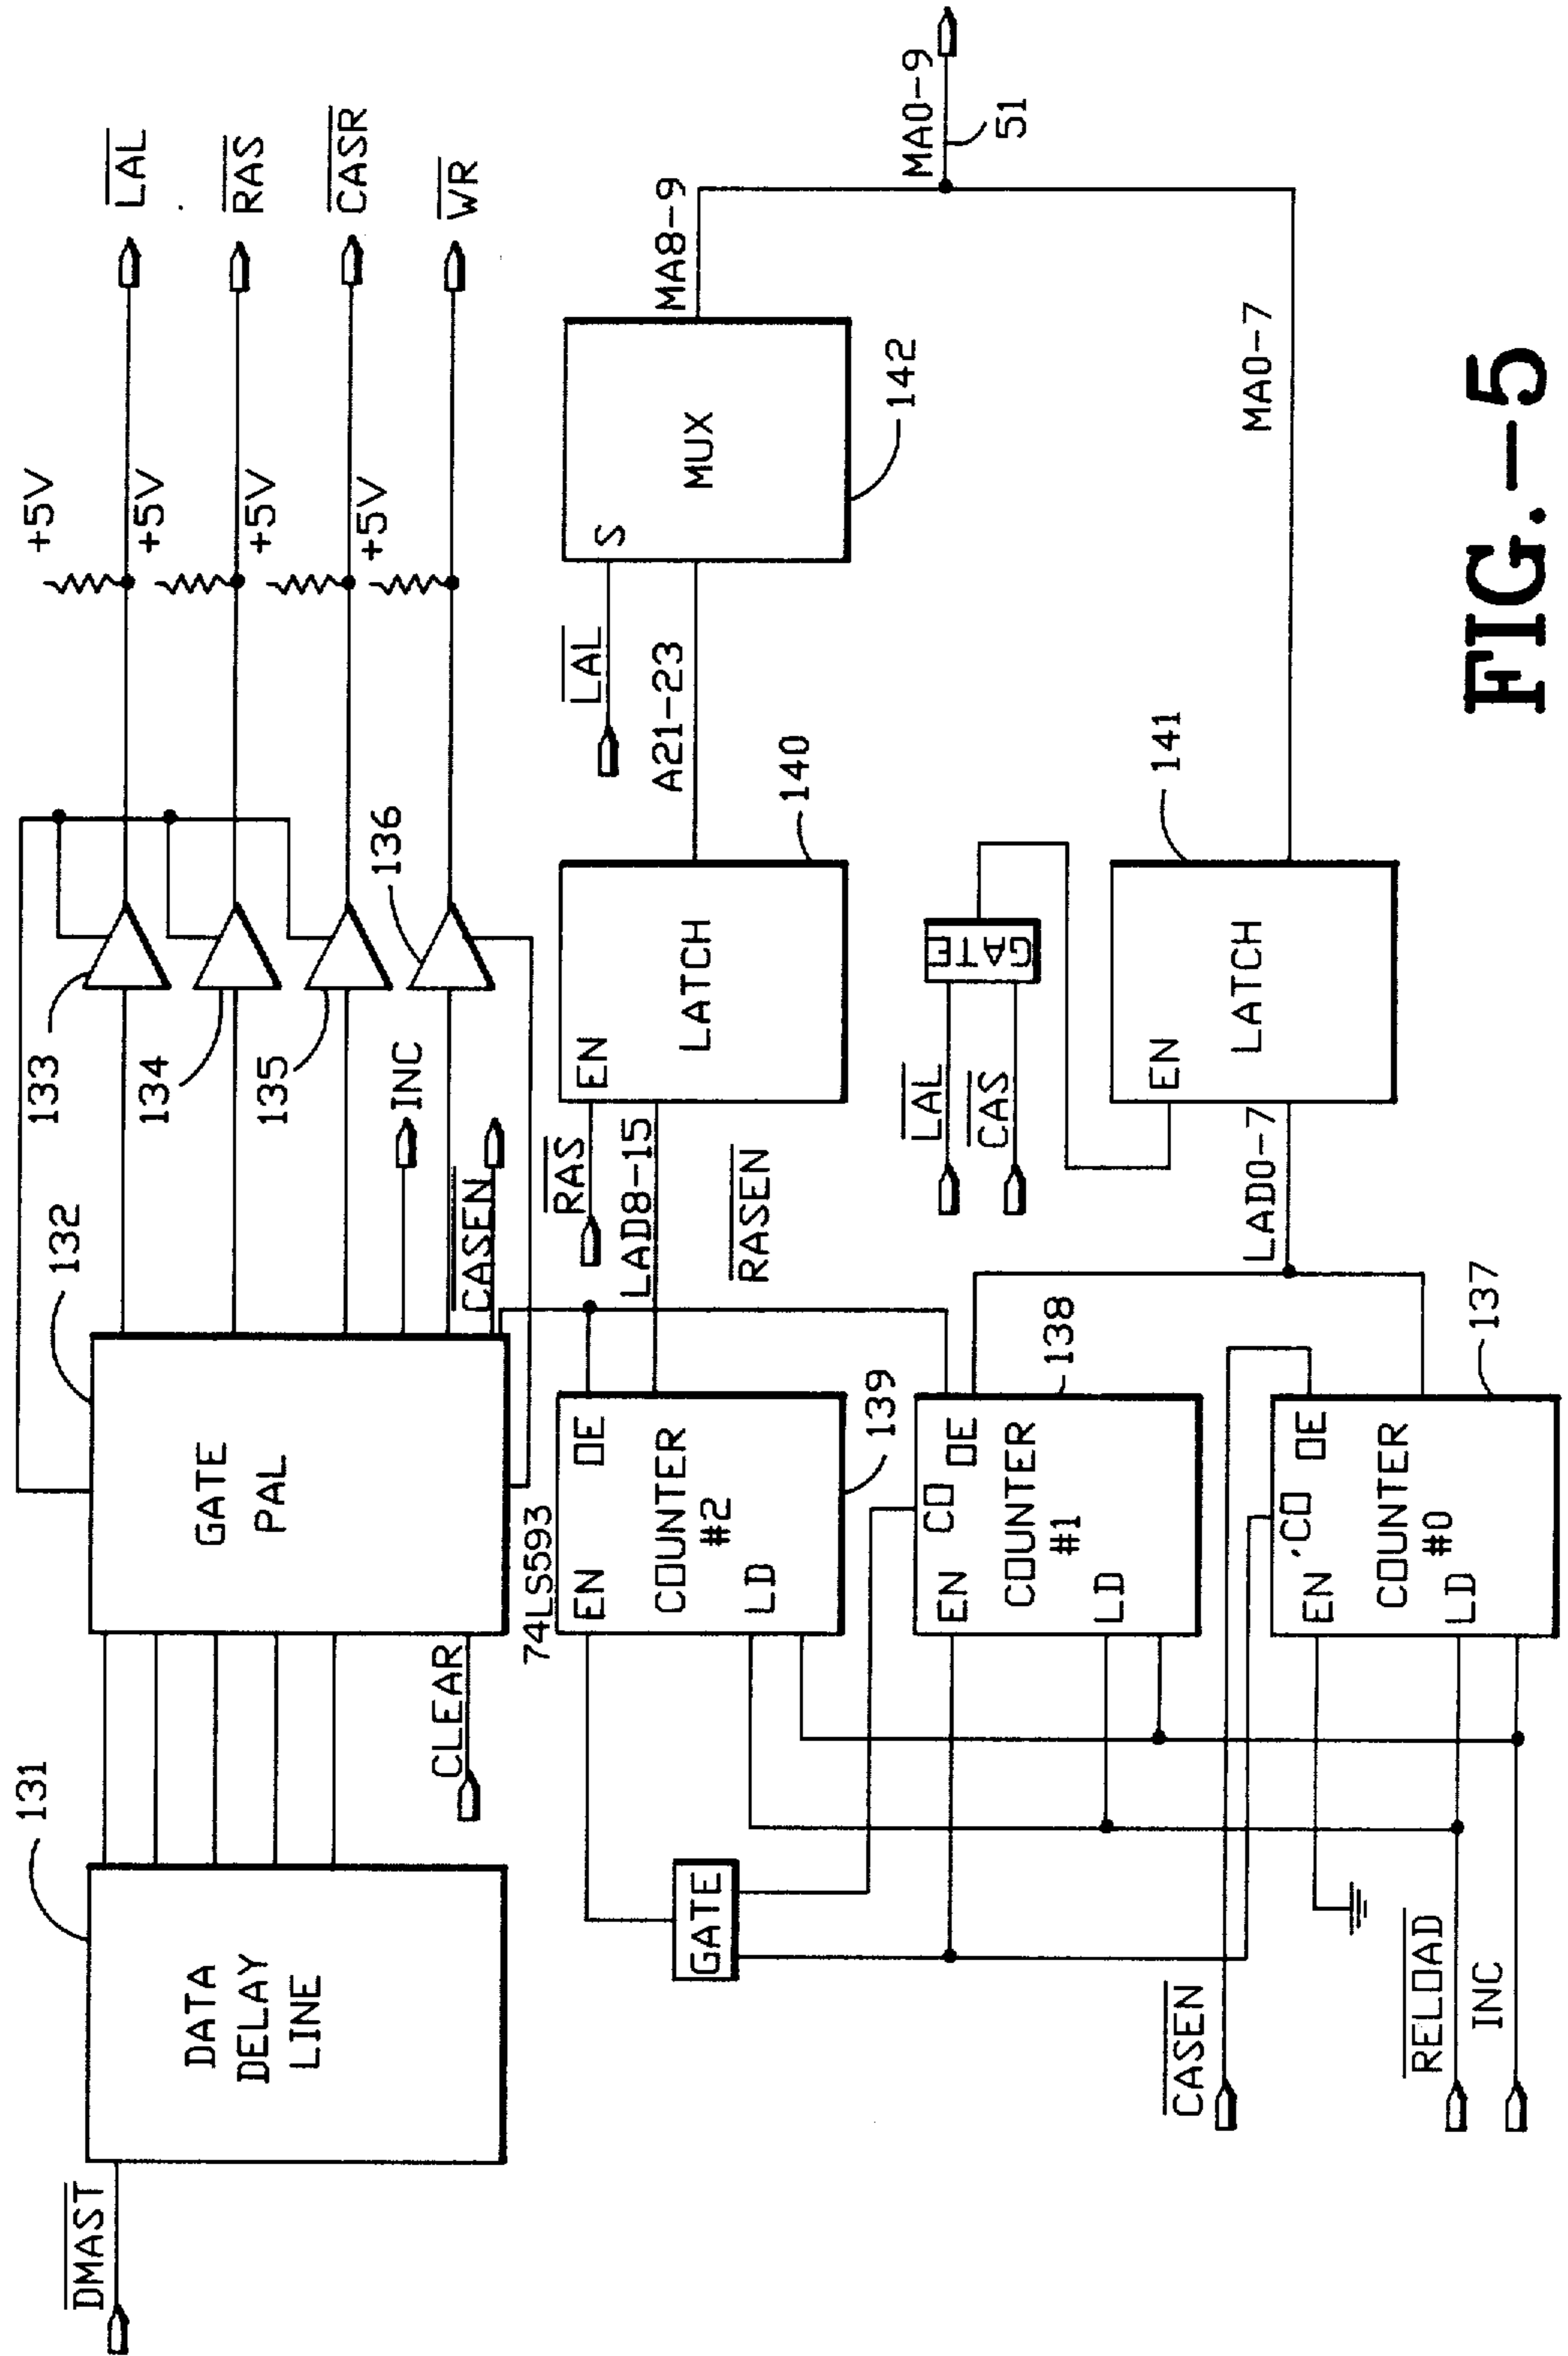 131
DATA
DELAY
LINE
DMAST
132
GATE
PAL
CLEAR
133
134
135
136
+5V
+5V
+5V
+5V
LAL
RAS
CASR
WR
INC
CASEN
74LS593
EN
OE
COUNTER
#2
LD
139
RAS
LAD8-15
RASEN
EN
LATCH
140
LAL
A21-23
S
MUX
142
MA8-9
MA0-9
51
GATE
EN
CO
OE
COUNTER
#1
LD
138
LAL
CAS
GATE
CASEN
RELOAD
INC
EN
CO
OE
COUNTER
#0
LD
137
LAD0-7
EN
LATCH
141
MA0-7
FIG.-5